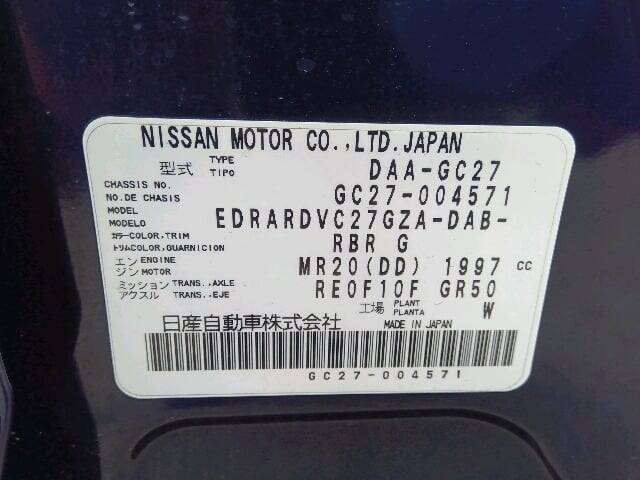 NISSAN MOTOR CO.,LTD.JAPAN
型式 TYPE TIPO DAA-GC27
CHASSIS NO. NO.DE CHASIS GC27-004571
MODEL MODELO EDRARDVC27GZA-DAB-
カラー COLOR,TRIM トリム COLOR,GUARNICION RBR G
エンジン ENGINE MOTOR MR20(DD) 1997 CC
ミッション アクスル TRANS.,AXLE TRANS.,EJE RE0F10F GR50
工場 PLANT PLANTA W
日産自動車株式会社 MADE IN JAPAN
GC27-004571